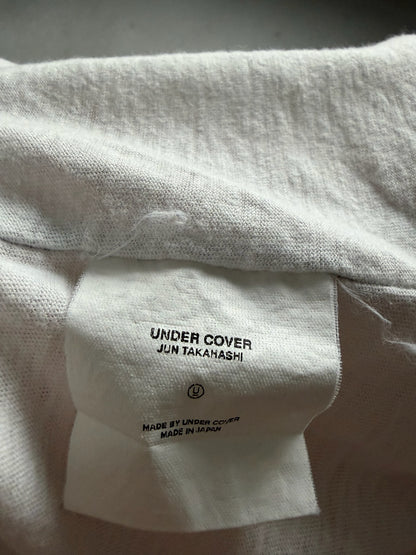 UNDER COVER
JUN TAKAHASHI
U
MADE BY UNDER COVER
MADE IN JAPAN